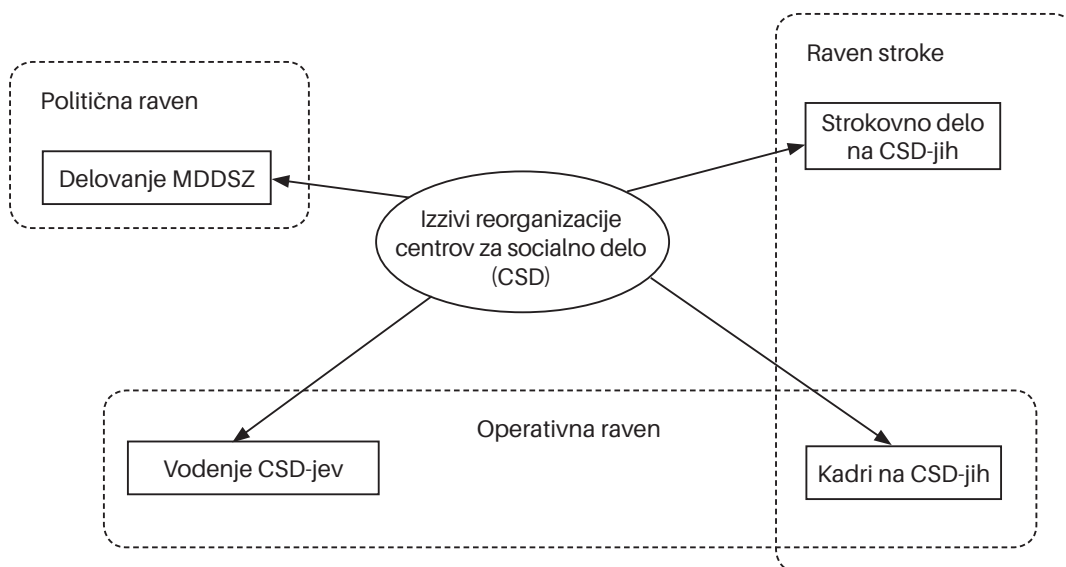 Raven stroke
Politična raven
Strokovno delo
na CSD-jih
Delovanje MDDSZ
Izzivi reorganizacije
centrov za socialno delo
(CSD)
Operativna raven
Vodenje CSD-jev
Kadri na CSD-jih